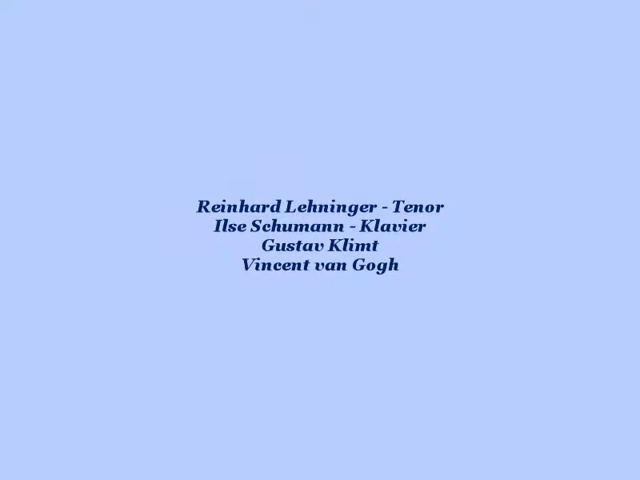 Reinhard Lehninger - Tenor
Ilse Schumann - Klavier
Gustav Klimt
Vincent van Gogh